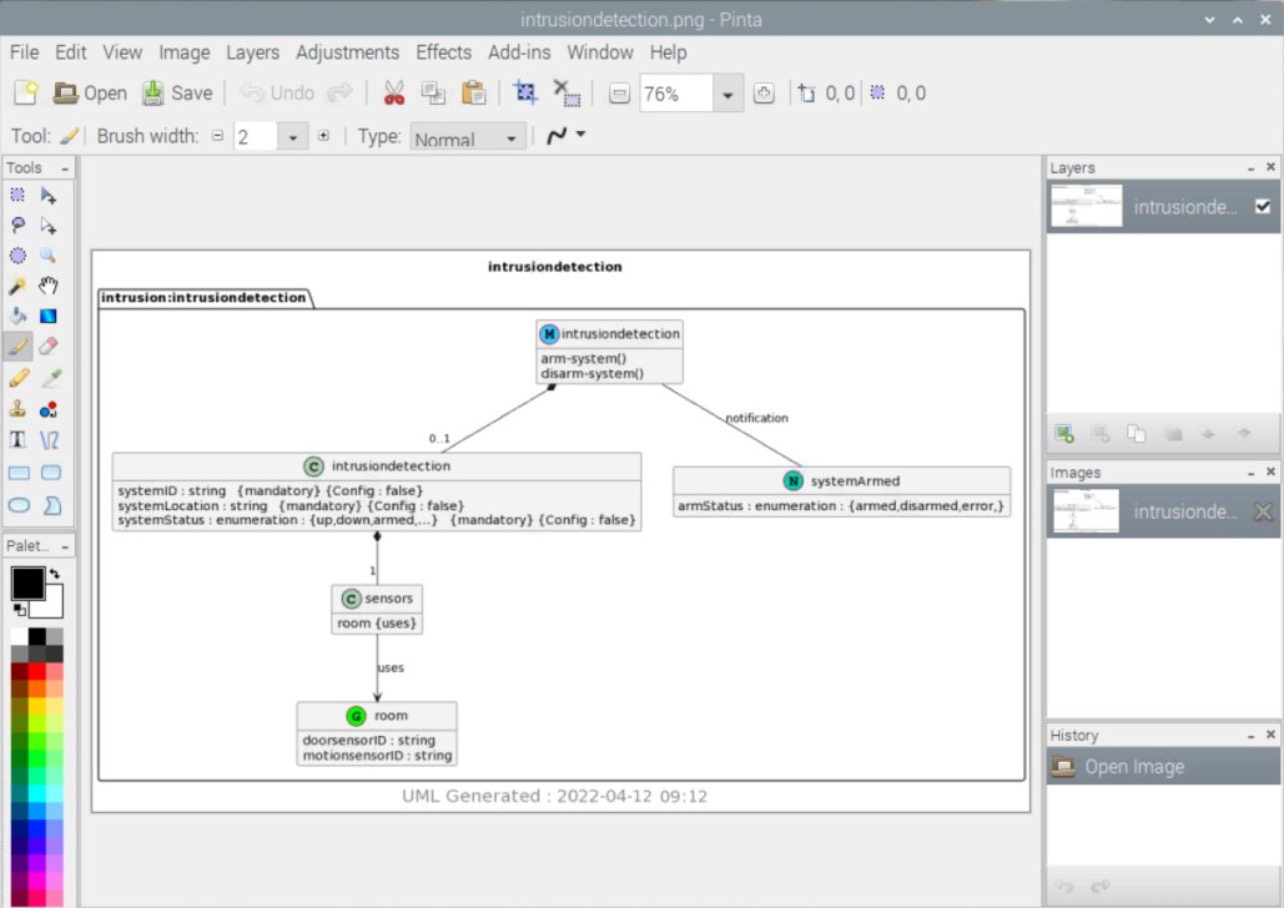 intrusiondetection.png - Pinta
File Edit View Image Layers Adjustments Effects Add-ins Window Help
Open Save Undo 76% 0, 0 0, 0
Tool: Brush width: 2 Type: Normal
Tools
Layers
intrusionde...
intrusiondetection
intrusion:intrusiondetection
M intrusiondetection
arm-system()
disarm-system()
notification
0..1
C intrusiondetection
systemID : string {mandatory} {Config : false}
systemLocation : string {mandatory} {Config : false}
systemStatus : enumeration : {up,down,armed,...} {mandatory} {Config : false}
N systemArmed
armStatus : enumeration : {armed,disarmed,error,}
1
C sensors
room {uses}
uses
G room
doorsensorID : string
motionsensorID : string
UML Generated : 2022-04-12 09:12
Images
intrusionde...
Palet...
History
Open Image